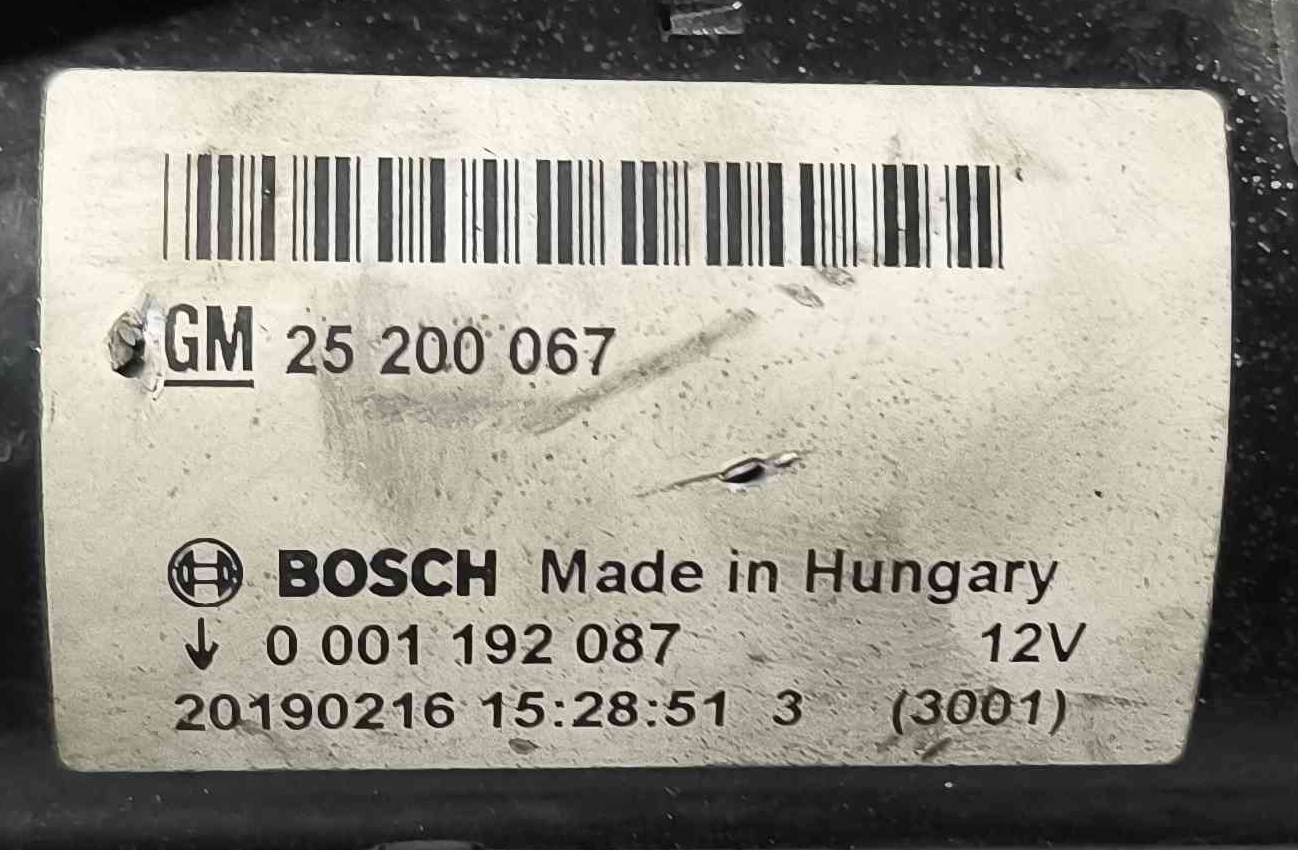 GM 25 200 067
BOSCH Made in Hungary
↓ 0 001 192 087 12V
20190216 15:28:51 3 (3001)